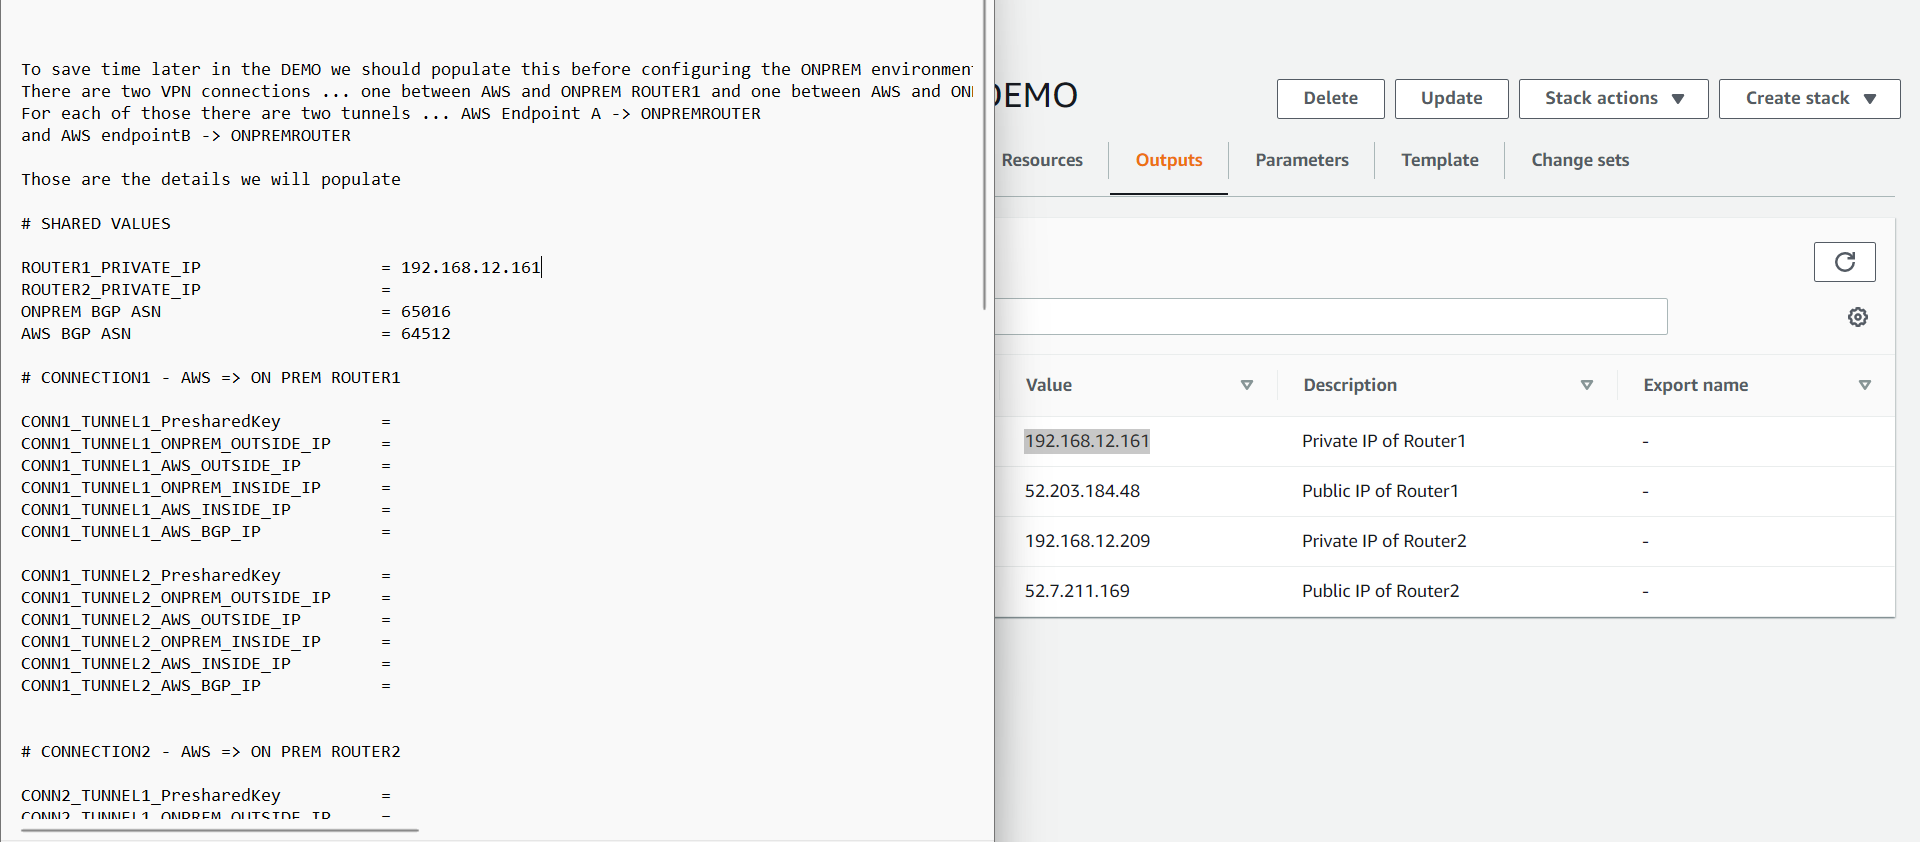 To save time later in the DEMO we should populate this before configuring the ONPREM environment
There are two VPN connections ... one between AWS and ONPREM ROUTER1 and one between AWS and
For each of those there are two tunnels ... AWS Endpoint A -> ONPREMROUTER
and AWS endpointB -> ONPREMROUTER
Those are the details we will populate
# SHARED VALUES
ROUTER1_PRIVATE_IP = 192.168.12.161
ROUTER2_PRIVATE_IP =
ONPREM BGP ASN = 65016
AWS BGP ASN = 64512
# CONNECTION1 - AWS => ON PREM ROUTER1
CONN1_TUNNEL1_PresharedKey =
CONN1_TUNNEL1_ONPREM_OUTSIDE_IP =
CONN1_TUNNEL1_AWS_OUTSIDE_IP =
CONN1_TUNNEL1_ONPREM_INSIDE_IP =
CONN1_TUNNEL1_AWS_INSIDE_IP =
CONN1_TUNNEL1_AWS_BGP_IP =
CONN1_TUNNEL2_PresharedKey =
CONN1_TUNNEL2_ONPREM_OUTSIDE_IP =
CONN1_TUNNEL2_AWS_OUTSIDE_IP =
CONN1_TUNNEL2_ONPREM_INSIDE_IP =
CONN1_TUNNEL2_AWS_INSIDE_IP =
CONN1_TUNNEL2_AWS_BGP_IP =
# CONNECTION2 - AWS => ON PREM ROUTER2
CONN2_TUNNEL1_PresharedKey =
CONN2_TUNNEL1_ONPREM_OUTSIDE_IP =
DEMO
Delete
Update
Stack actions
Create stack
Resources
Outputs
Parameters
Template
Change sets
Value Description Export name
192.168.12.161 Private IP of Router1 -
52.203.184.48 Public IP of Router1 -
192.168.12.209 Private IP of Router2 -
52.7.211.169 Public IP of Router2 -